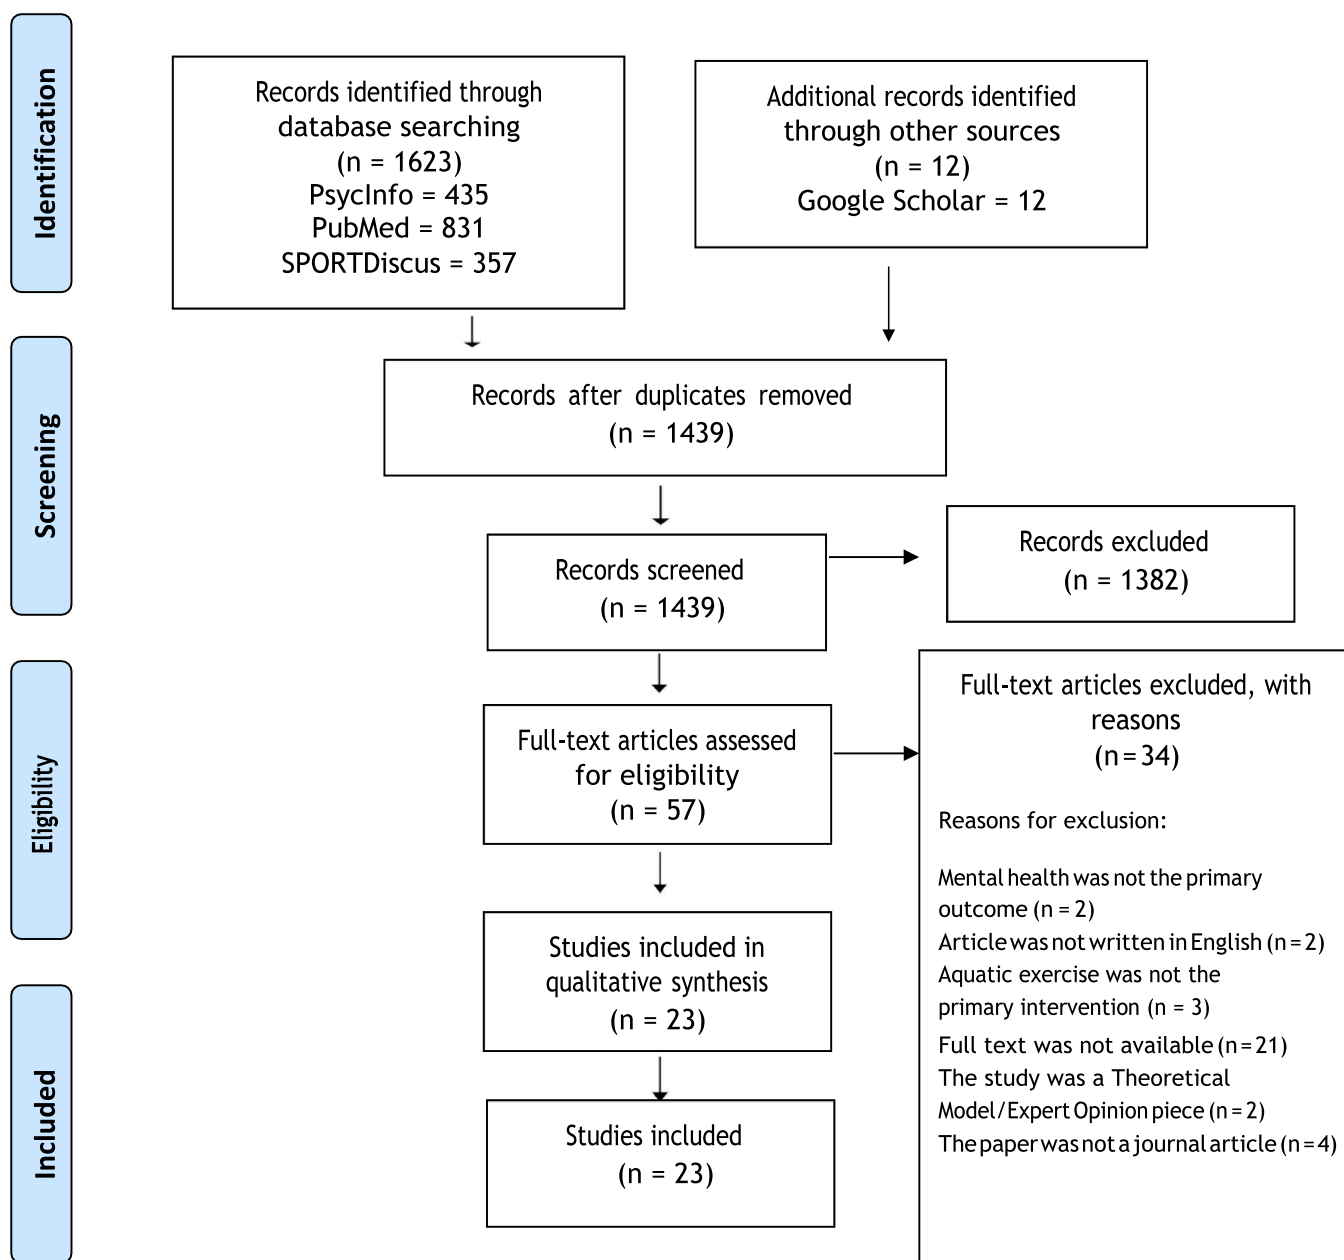 Identification
Records identified through
database searching
(n = 1623)
PsycInfo = 435
PubMed = 831
SPORTDiscus = 357
Additional records identified
through other sources
(n = 12)
Google Scholar = 12
Screening
Records after duplicates removed
(n = 1439)
Records screened
(n = 1439)
Records excluded
(n = 1382)
Eligibility
Full-text articles assessed
for eligibility
(n = 57)
Full-text articles excluded, with
reasons
(n = 34)
Reasons for exclusion:
Mental health was not the primary
outcome (n = 2)
Article was not written in English (n = 2)
Aquatic exercise was not the
primary intervention (n = 3)
Full text was not available (n = 21)
The study was a Theoretical
Model/Expert Opinion piece (n = 2)
The paper was not a journal article (n = 4)
Studies included in
qualitative synthesis
(n = 23)
Included
Studies included
(n = 23)